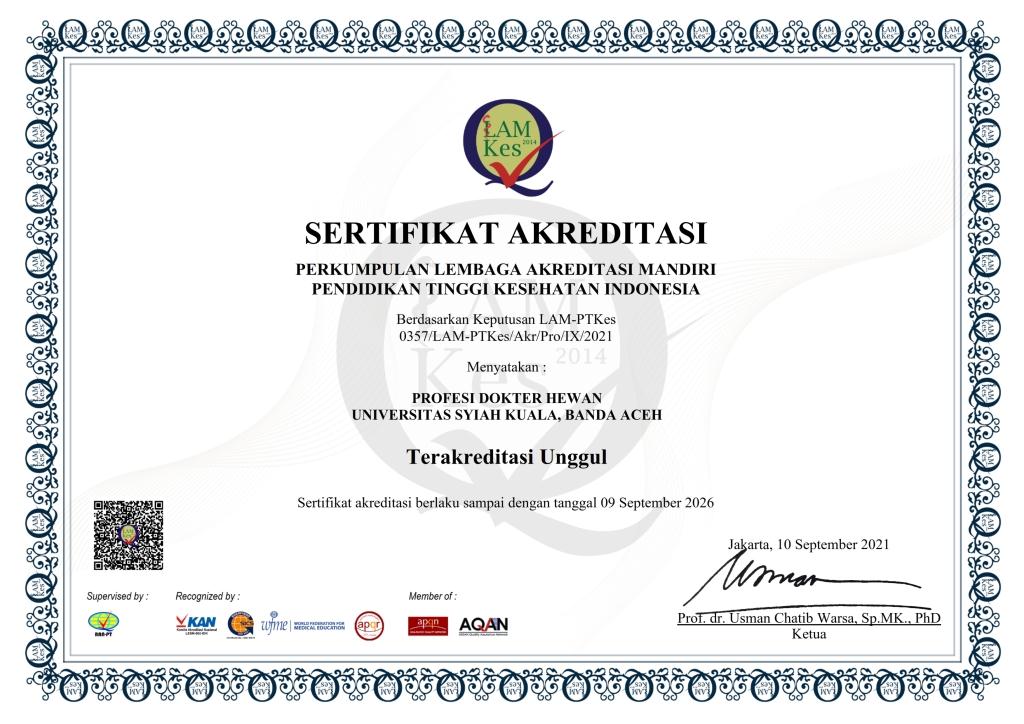 LAM
Kes 2014
SERTIFIKAT AKREDITASI
PERKUMPULAN LEMBAGA AKREDITASI MANDIRI
PENDIDIKAN TINGGI KESEHATAN INDONESIA
Berdasarkan Keputusan LAM-PTKes
0357/LAM-PTKes/Akr/Pro/IX/2021
Menyatakan :
PROFESI DOKTER HEWAN
UNIVERSITAS SYIAH KUALA, BANDA ACEH
Terakreditasi Unggul
Sertifikat akreditasi berlaku sampai dengan tanggal 09 September 2026
Jakarta, 10 September 2021
Prof. dr. Usman Chatib Warsa, Sp.MK., PhD
Ketua
Supervised by :
Recognized by :
Member of :
BAN-PT
KAN
Komite Akreditasi Nasional
wfme
WORLD FEDERATION FOR
MEDICAL EDUCATION
apqr
apqn
AQAN